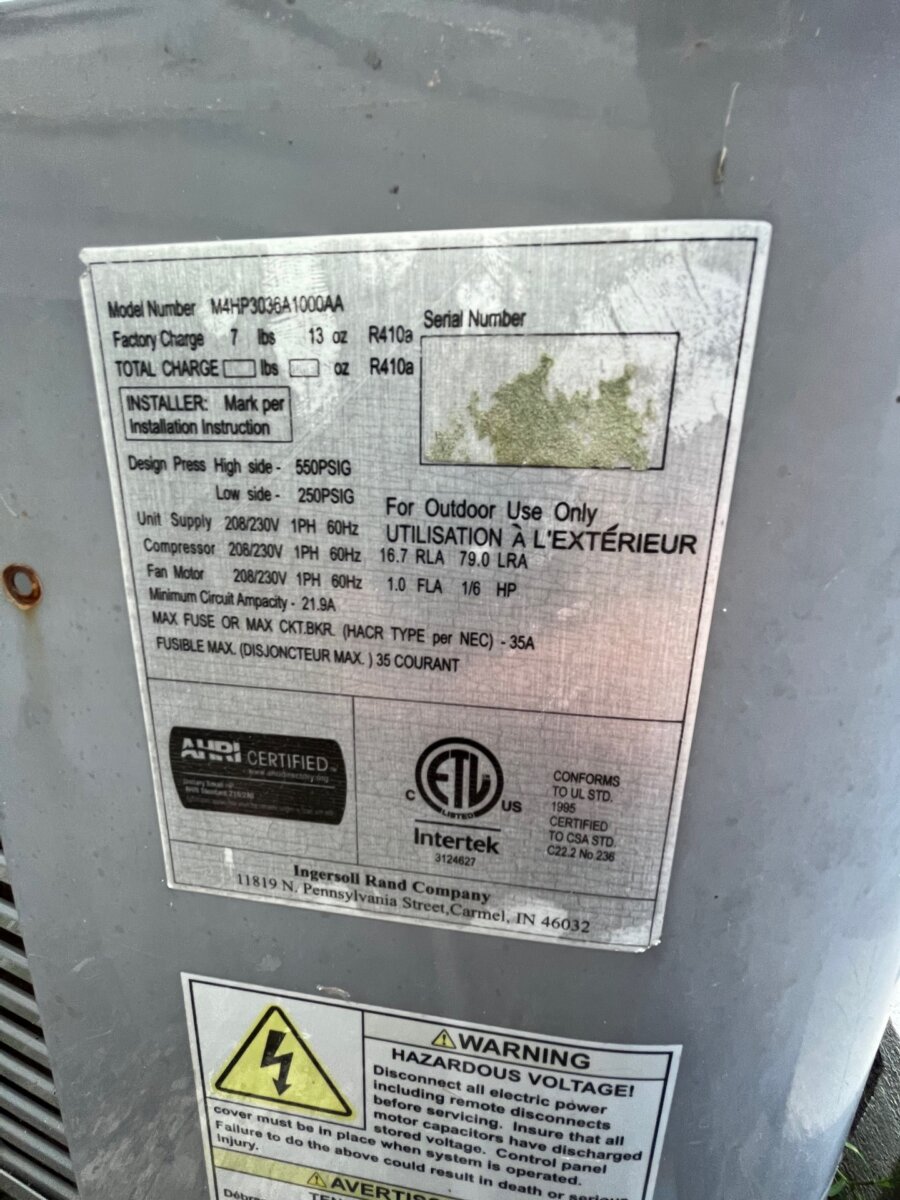 Model Number M4HP3036A1000AA
Factory Charge 7 lbs 13 oz R410a
TOTAL CHARGE lbs oz R410a
Serial Number
INSTALLER: Mark per
Installation Instruction
Design Press High side - 550PSIG
Low side - 250PSIG
For Outdoor Use Only
UTILISATION À L'EXTÉRIEUR
Unit Supply 208/230V 1PH 60Hz
Compressor 208/230V 1PH 60Hz 16.7 RLA 79.0 LRA
Fan Motor 208/230V 1PH 60Hz 1.0 FLA 1/6 HP
Minimum Circuit Ampacity - 21.9A
MAX FUSE OR MAX CKT.BKR. (HACR TYPE per NEC) - 35A
FUSIBLE MAX. (DISJONCTEUR MAX. ) 35 COURANT
AHRI CERTIFIED
www.ahridirectory.org
C ETL US
LISTED
Intertek
3124627
CONFORMS
TO UL STD.
1995
CERTIFIED
TO CSA STD.
C22.2 No.236
Ingersoll Rand Company
11819 N. Pennsylvania Street,Carmel, IN 46032
WARNING
HAZARDOUS VOLTAGE!
Disconnect all electric power
including remote disconnects
before servicing. Insure that all
motor capacitors have discharged
stored voltage. Control panel
cover must be in place when system is operated.
Failure to do the above could result in death or serious
Injury.